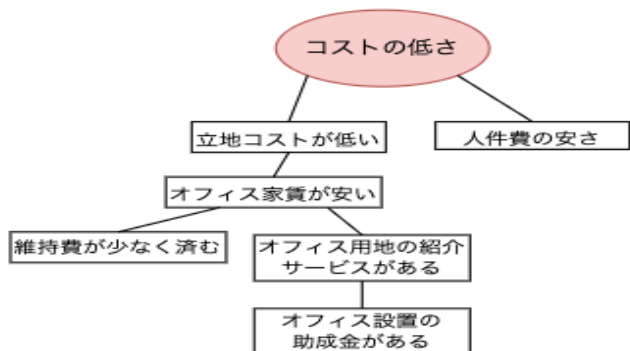 コストの低さ
立地コストが低い
人件費の安さ
オフィス家賃が安い
維持費が少なく済む
オフィス用地の紹介
サービスがある
オフィス設置の
助成金がある